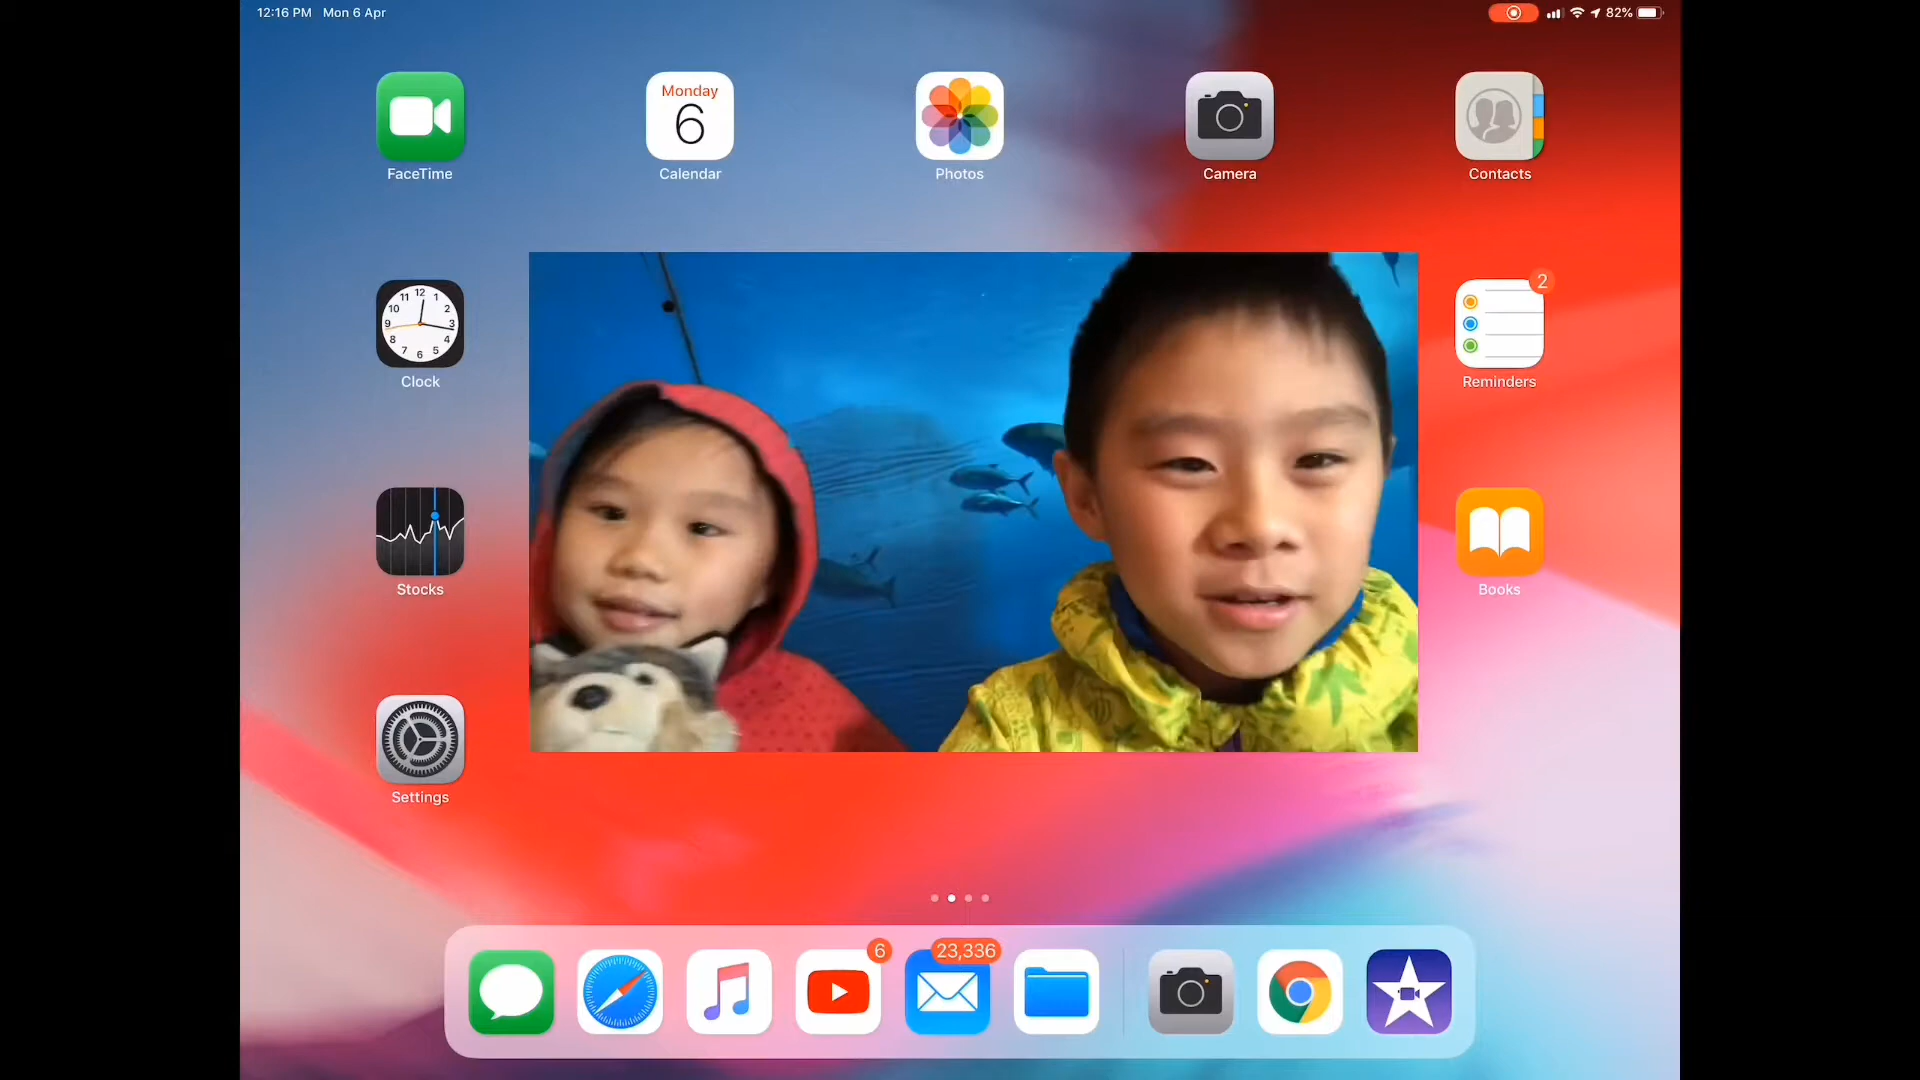 12:16 PM Mon 6 Apr
82%
Monday
6
FaceTime
Calendar
Photos
Camera
Contacts
12
1
2
3
4
5
6
7
8
9
10
11
2
Clock
Reminders
Stocks
Books
Settings
6
23,336